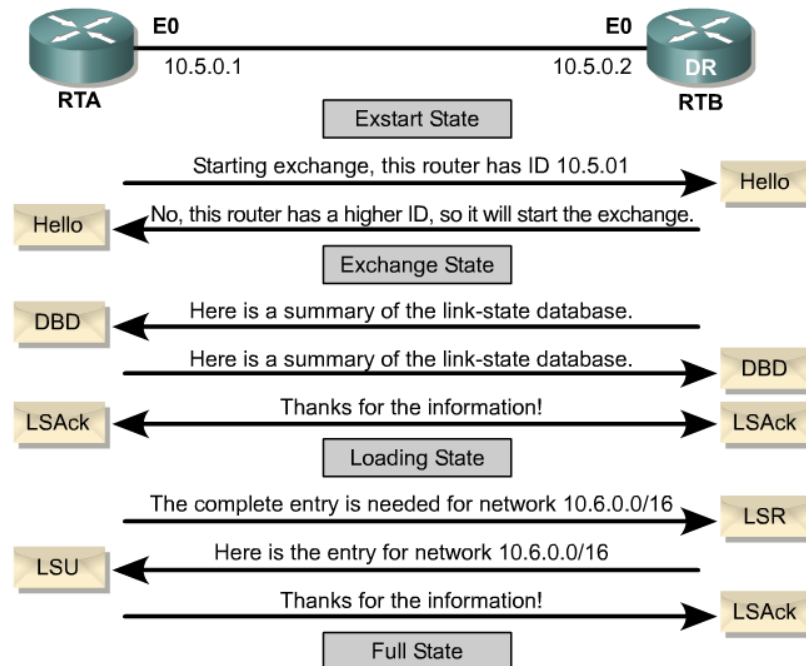 E0 E0
10.5.0.1 10.5.0.2 DR
RTA RTB
Exstart State
Starting exchange, this router has ID 10.5.01
Hello
No, this router has a higher ID, so it will start the exchange.
Hello
Exchange State
Here is a summary of the link-state database.
DBD
Here is a summary of the link-state database.
DBD
LSAck Thanks for the information! LSAck
Loading State
The complete entry is needed for network 10.6.0.0/16
LSR
Here is the entry for network 10.6.0.0/16
LSU
Thanks for the information!
LSAck
Full State